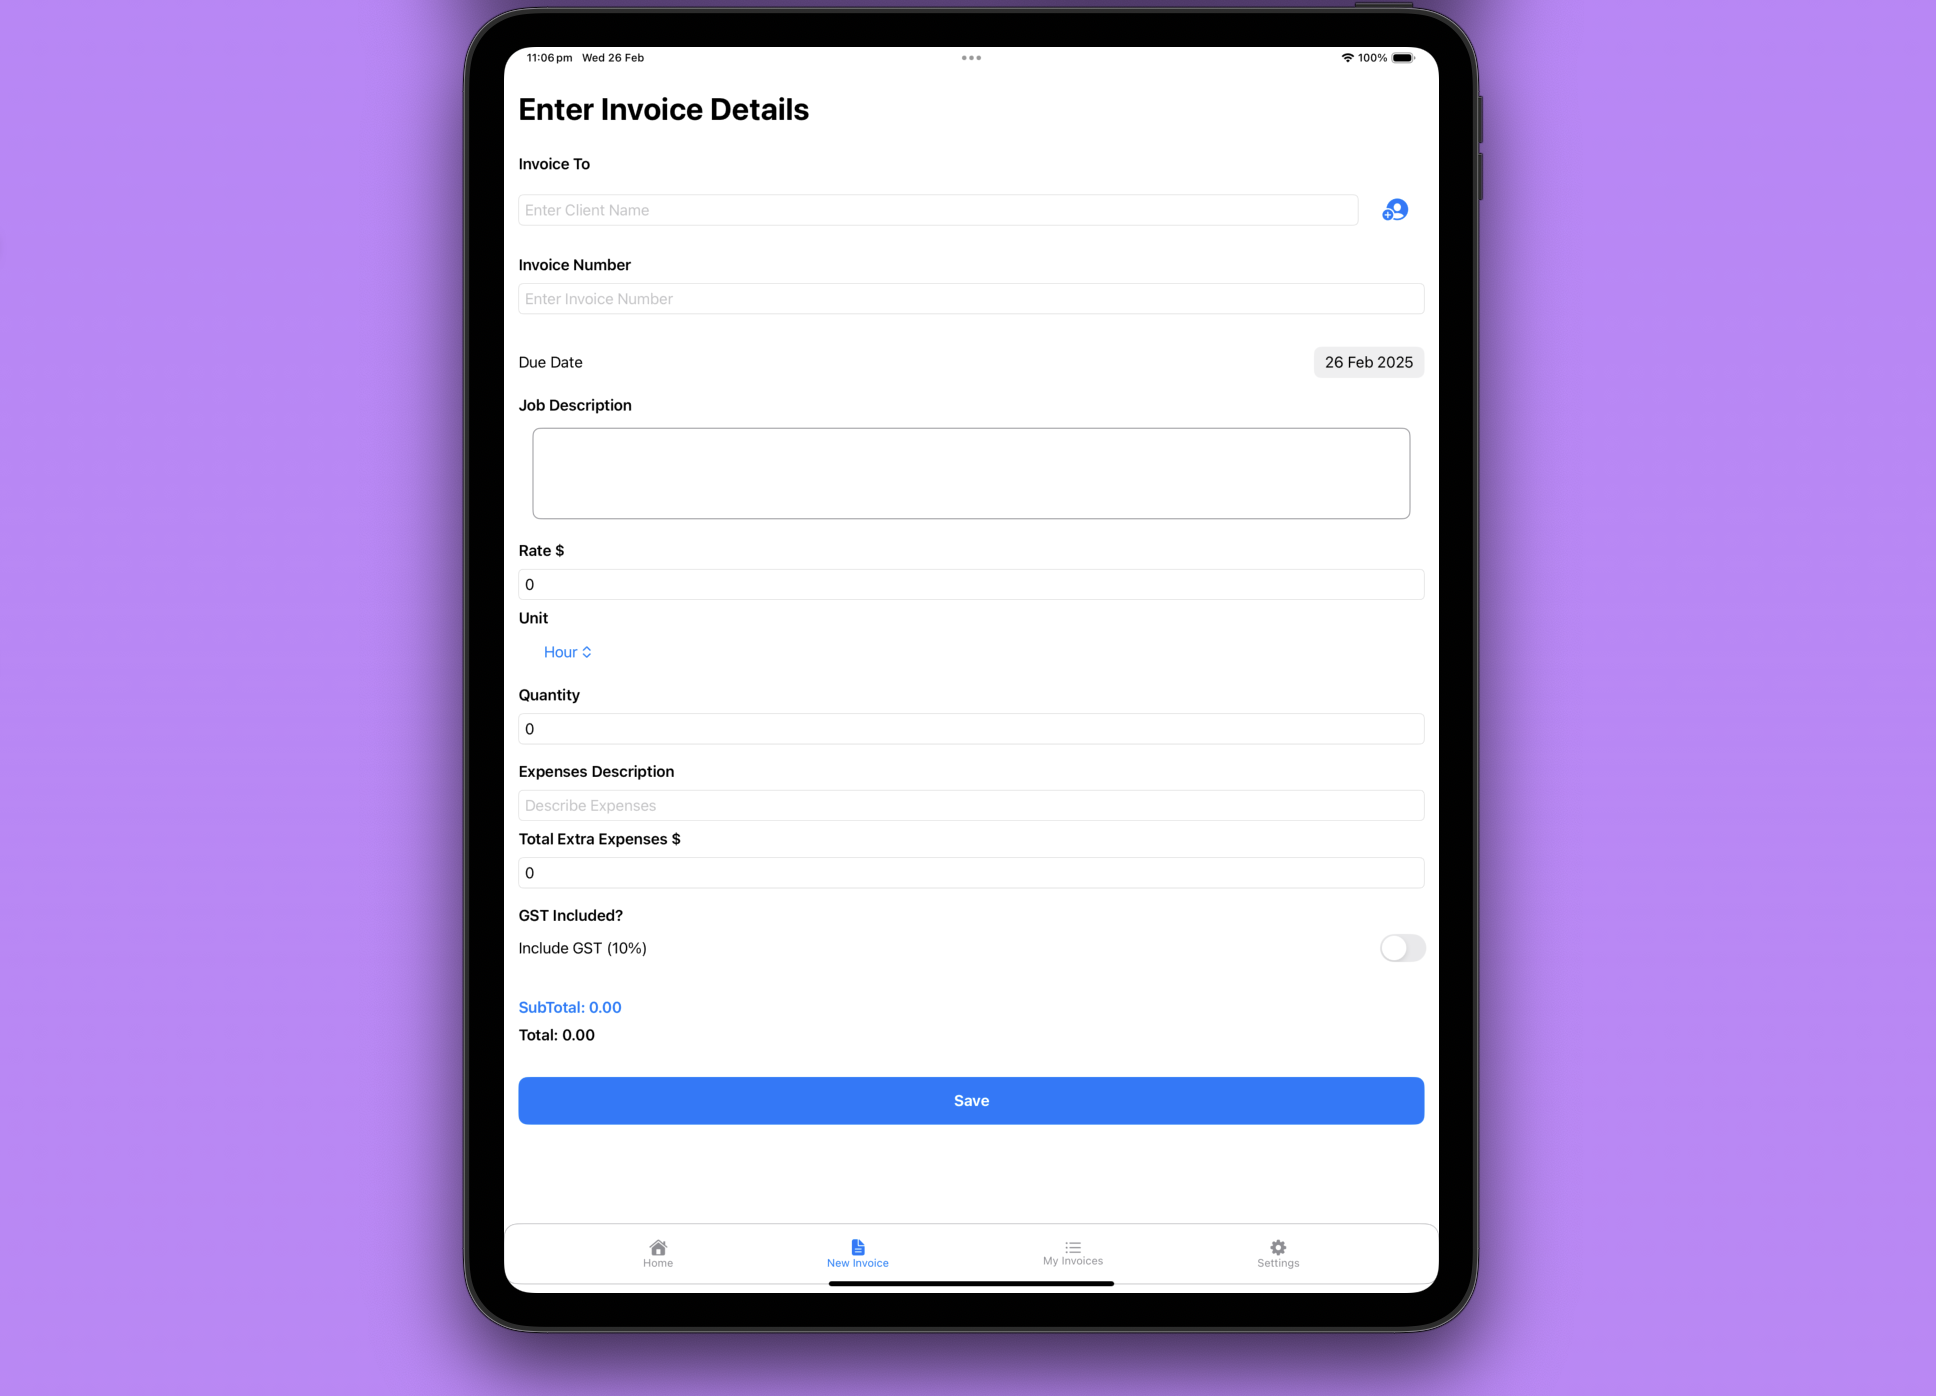 11:06 pm Wed 26 Feb
100%
Enter Invoice Details
Invoice To
Enter Client Name
Invoice Number
Enter Invoice Number
Due Date
26 Feb 2025
Job Description
Rate $
0
Unit
Hour
Quantity
0
Expenses Description
Describe Expenses
Total Extra Expenses $
0
GST Included?
Include GST (10%)
SubTotal: 0.00
Total: 0.00
Save
Home
New Invoice
My Invoices
Settings